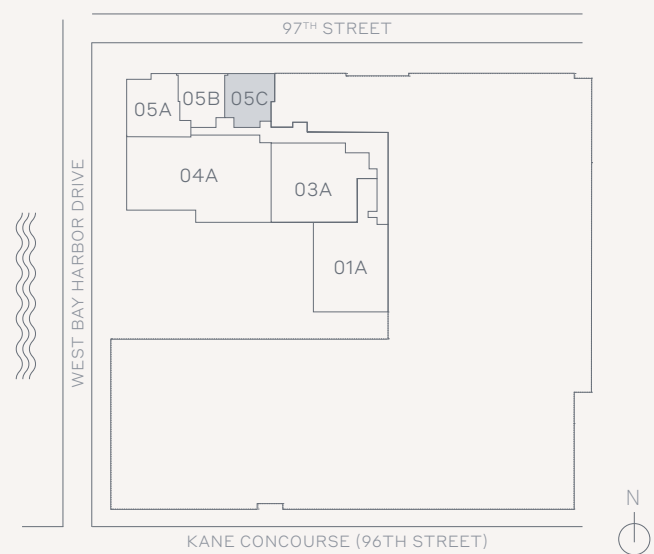 97TH STREET
05A
05B
05C
04A
03A
01A
WEST BAY HARBOR DRIVE
N
KANE CONCOURSE (96TH STREET)